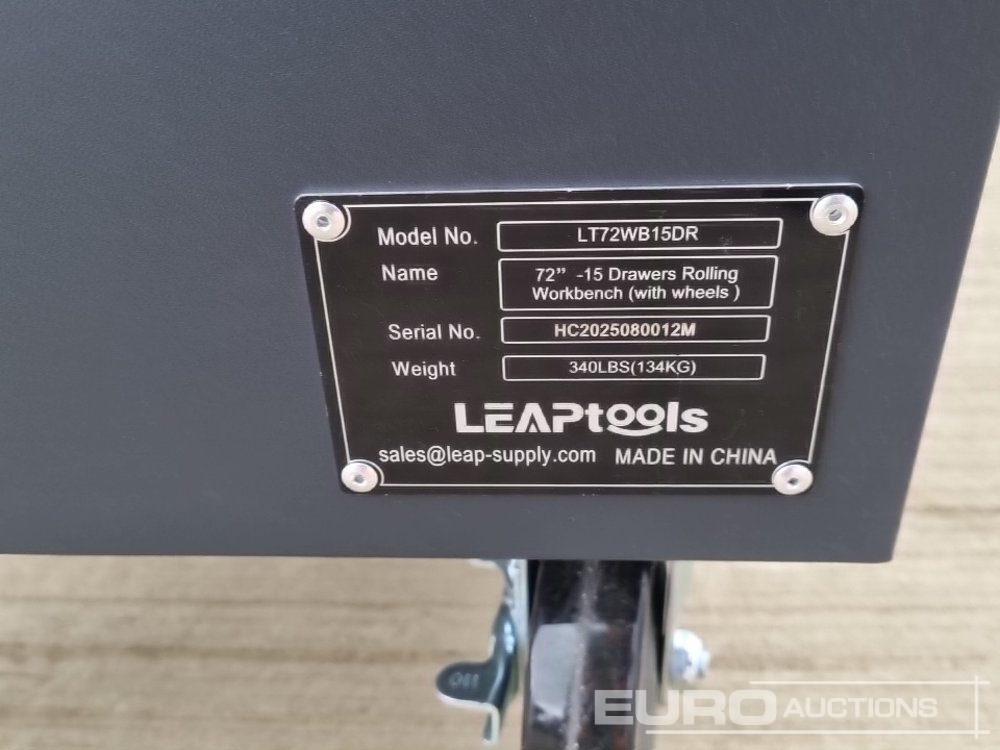 Model No. LT72WB15DR
Name 72” -15 Drawers Rolling
Workbench (with wheels )
Serial No. HC2025080012M
Weight 340LBS(134KG)
LEAPtools
sales@leap-supply.com MADE IN CHINA
EURO AUCTIONS